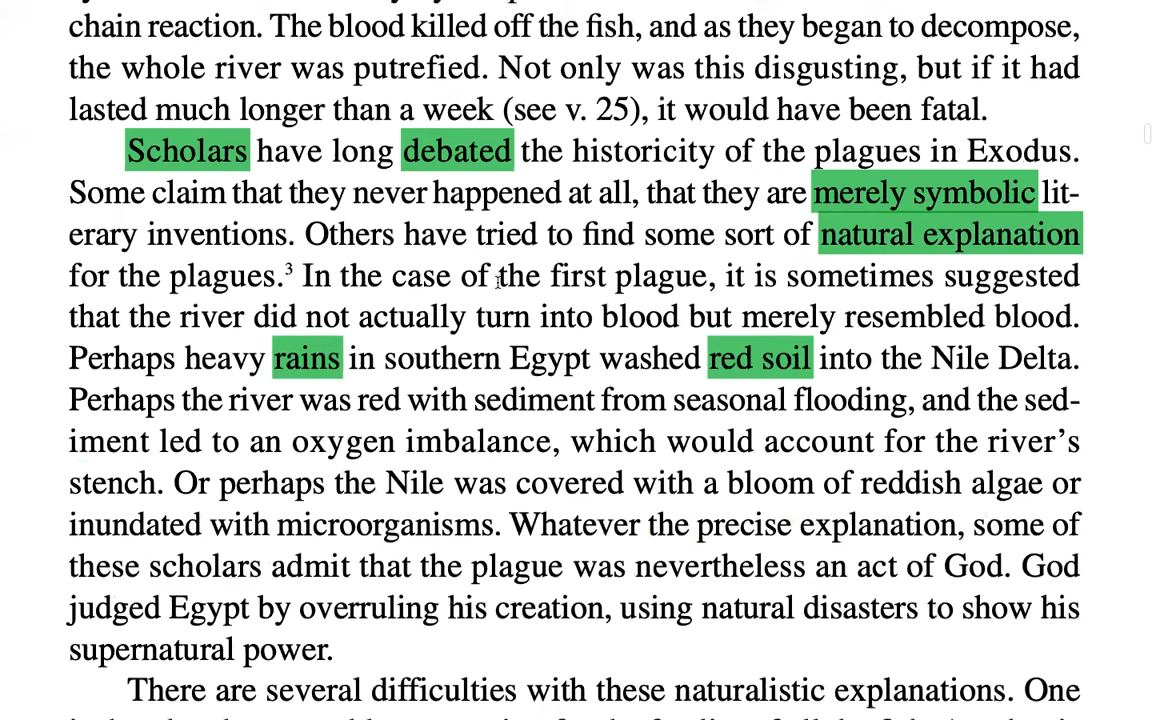 chain reaction. The blood killed off the fish, and as they began to decompose,
the whole river was putrefied. Not only was this disgusting, but if it had
lasted much longer than a week (see v. 25), it would have been fatal.
Scholars have long debated the historicity of the plagues in Exodus.
Some claim that they never happened at all, that they are merely symbolic lit-
erary inventions. Others have tried to find some sort of natural explanation
for the plagues.³ In the case of the first plague, it is sometimes suggested
that the river did not actually turn into blood but merely resembled blood.
Perhaps heavy rains in southern Egypt washed red soil into the Nile Delta.
Perhaps the river was red with sediment from seasonal flooding, and the sed-
iment led to an oxygen imbalance, which would account for the river’s
stench. Or perhaps the Nile was covered with a bloom of reddish algae or
inundated with microorganisms. Whatever the precise explanation, some of
these scholars admit that the plague was nevertheless an act of God. God
judged Egypt by overruling his creation, using natural disasters to show his
supernatural power.
There are several difficulties with these naturalistic explanations. One